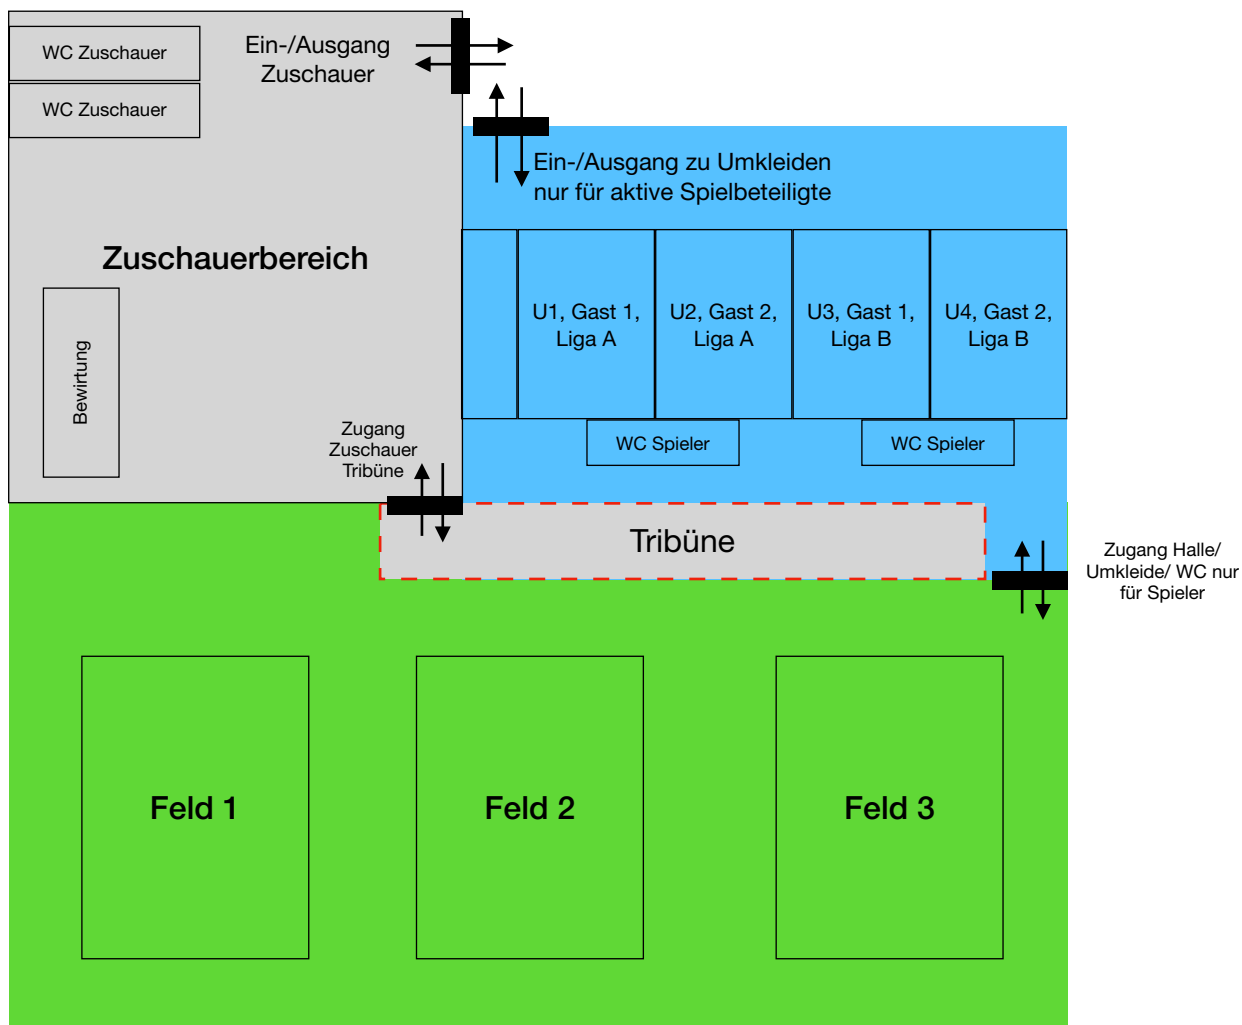 WC Zuschauer
WC Zuschauer
Ein-/Ausgang
Zuschauer
Ein-/Ausgang zu Umkleiden
nur für aktive Spielbeteiligte
Zuschauerbereich
Bewirtung
U1, Gast 1,
Liga A
U2, Gast 2,
Liga A
U3, Gast 1,
Liga B
U4, Gast 2,
Liga B
WC Spieler
WC Spieler
Zugang
Zuschauer
Tribüne
Tribüne
Zugang Halle/
Umkleide/ WC nur
für Spieler
Feld 1
Feld 2
Feld 3